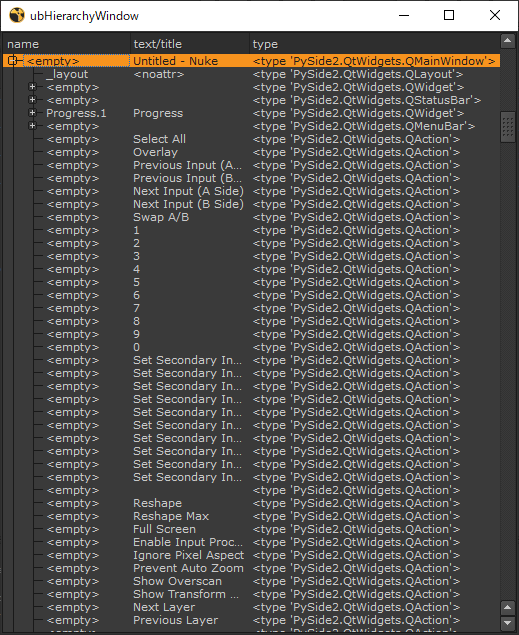 ubHierarchyWindow
name text/title type
<empty> Untitled - Nuke <type 'PySide2.QtWidgets.QMainWindow'>
_layout <noattr> <type 'PySide2.QtWidgets.QLayout'>
<empty> <type 'PySide2.QtWidgets.QWidget'>
<empty> <type 'PySide2.QtWidgets.QStatusBar'>
Progress.1 Progress <type 'PySide2.QtWidgets.QWidget'>
<empty> <type 'PySide2.QtWidgets.QMenuBar'>
<empty> Select All <type 'PySide2.QtWidgets.QAction'>
<empty> Overlay <type 'PySide2.QtWidgets.QAction'>
<empty> Previous Input (A... <type 'PySide2.QtWidgets.QAction'>
<empty> Previous Input (B... <type 'PySide2.QtWidgets.QAction'>
<empty> Next Input (A Side) <type 'PySide2.QtWidgets.QAction'>
<empty> Next Input (B Side) <type 'PySide2.QtWidgets.QAction'>
<empty> Swap A/B <type 'PySide2.QtWidgets.QAction'>
<empty> 1 <type 'PySide2.QtWidgets.QAction'>
<empty> 2 <type 'PySide2.QtWidgets.QAction'>
<empty> 3 <type 'PySide2.QtWidgets.QAction'>
<empty> 4 <type 'PySide2.QtWidgets.QAction'>
<empty> 5 <type 'PySide2.QtWidgets.QAction'>
<empty> 6 <type 'PySide2.QtWidgets.QAction'>
<empty> 7 <type 'PySide2.QtWidgets.QAction'>
<empty> 8 <type 'PySide2.QtWidgets.QAction'>
<empty> 9 <type 'PySide2.QtWidgets.QAction'>
<empty> 0 <type 'PySide2.QtWidgets.QAction'>
<empty> Set Secondary In... <type 'PySide2.QtWidgets.QAction'>
<empty> Set Secondary In... <type 'PySide2.QtWidgets.QAction'>
<empty> Set Secondary In... <type 'PySide2.QtWidgets.QAction'>
<empty> Set Secondary In... <type 'PySide2.QtWidgets.QAction'>
<empty> Set Secondary In... <type 'PySide2.QtWidgets.QAction'>
<empty> Set Secondary In... <type 'PySide2.QtWidgets.QAction'>
<empty> Set Secondary In... <type 'PySide2.QtWidgets.QAction'>
<empty> Set Secondary In... <type 'PySide2.QtWidgets.QAction'>
<empty> Set Secondary In... <type 'PySide2.QtWidgets.QAction'>
<empty> Set Secondary In... <type 'PySide2.QtWidgets.QAction'>
<empty> <type 'PySide2.QtWidgets.QAction'>
<empty> Reshape <type 'PySide2.QtWidgets.QAction'>
<empty> Reshape Max <type 'PySide2.QtWidgets.QAction'>
<empty> Full Screen <type 'PySide2.QtWidgets.QAction'>
<empty> Enable Input Proc... <type 'PySide2.QtWidgets.QAction'>
<empty> Ignore Pixel Aspect <type 'PySide2.QtWidgets.QAction'>
<empty> Prevent Auto Zoom <type 'PySide2.QtWidgets.QAction'>
<empty> Show Overscan <type 'PySide2.QtWidgets.QAction'>
<empty> Show Transform ... <type 'PySide2.QtWidgets.QAction'>
<empty> Next Layer <type 'PySide2.QtWidgets.QAction'>
<empty> Previous Layer <type 'PySide2.QtWidgets.QAction'>